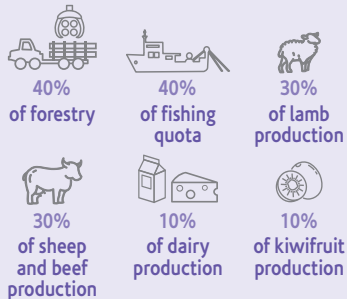 40%
of forestry
40%
of fishing
quota
30%
of lamb
production
30%
of sheep
and beef
production
10%
of dairy
production
10%
of kiwifruit
production